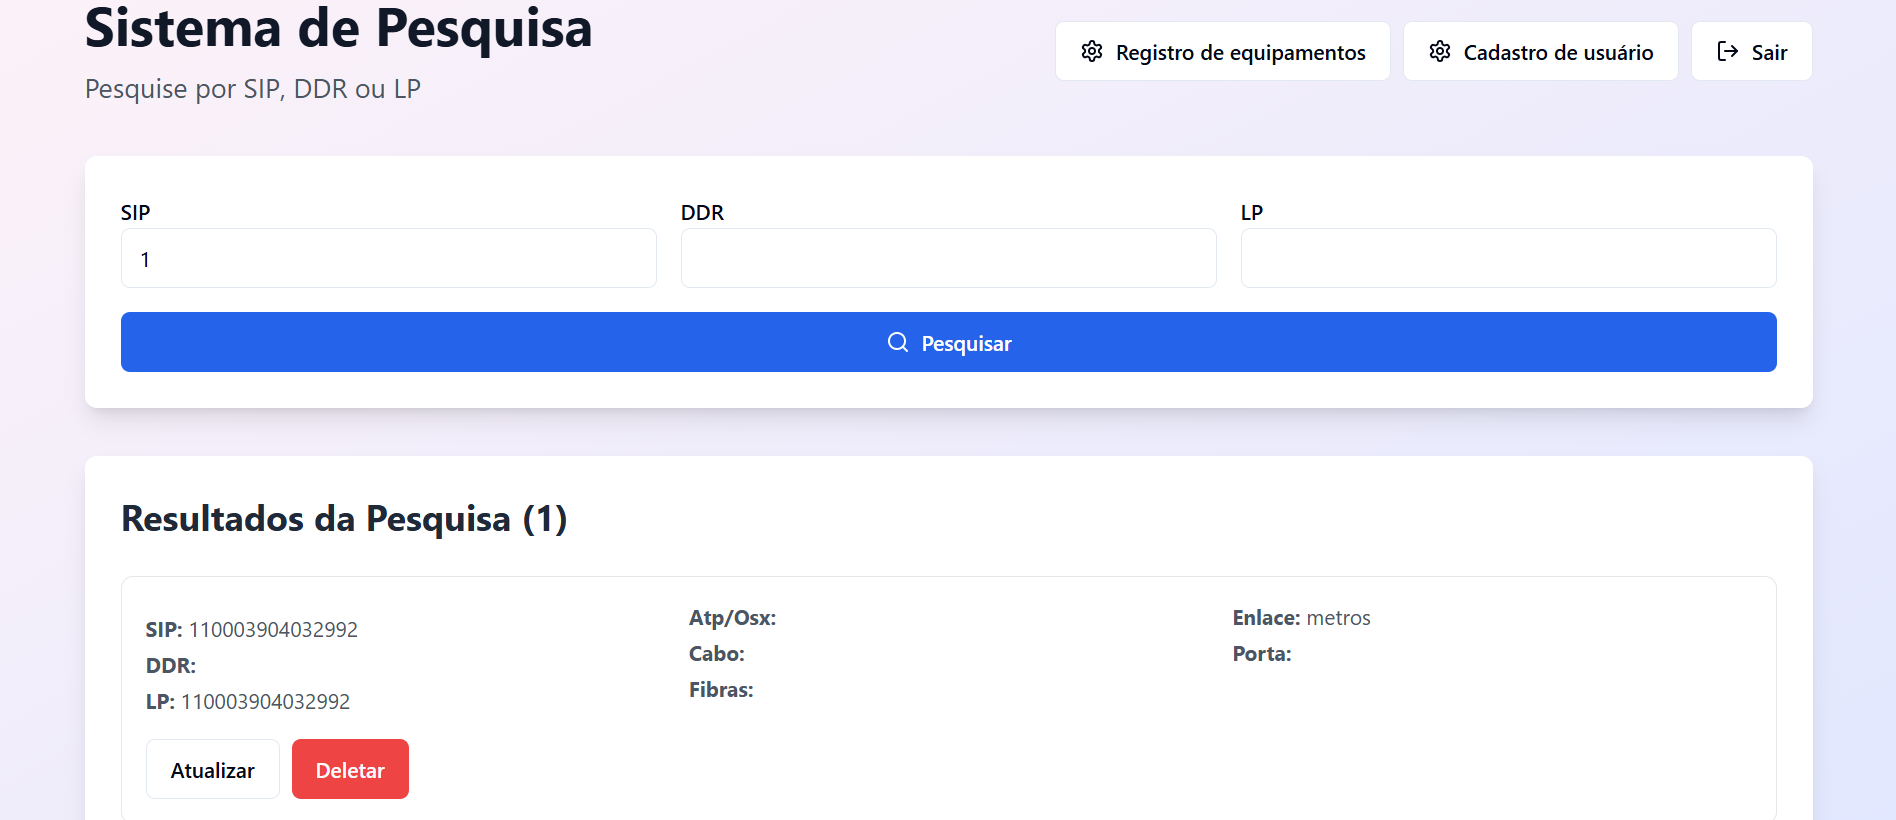 Sistema de Pesquisa
Pesquise por SIP, DDR ou LP
Registro de equipamentos
Cadastro de usuário
Sair
SIP
DDR
LP
1
Pesquisar
Resultados da Pesquisa (1)
SIP: 110003904032992
DDR:
LP: 110003904032992
Atp/Osx:
Cabo:
Fibras:
Enlace: metros
Porta:
Atualizar
Deletar